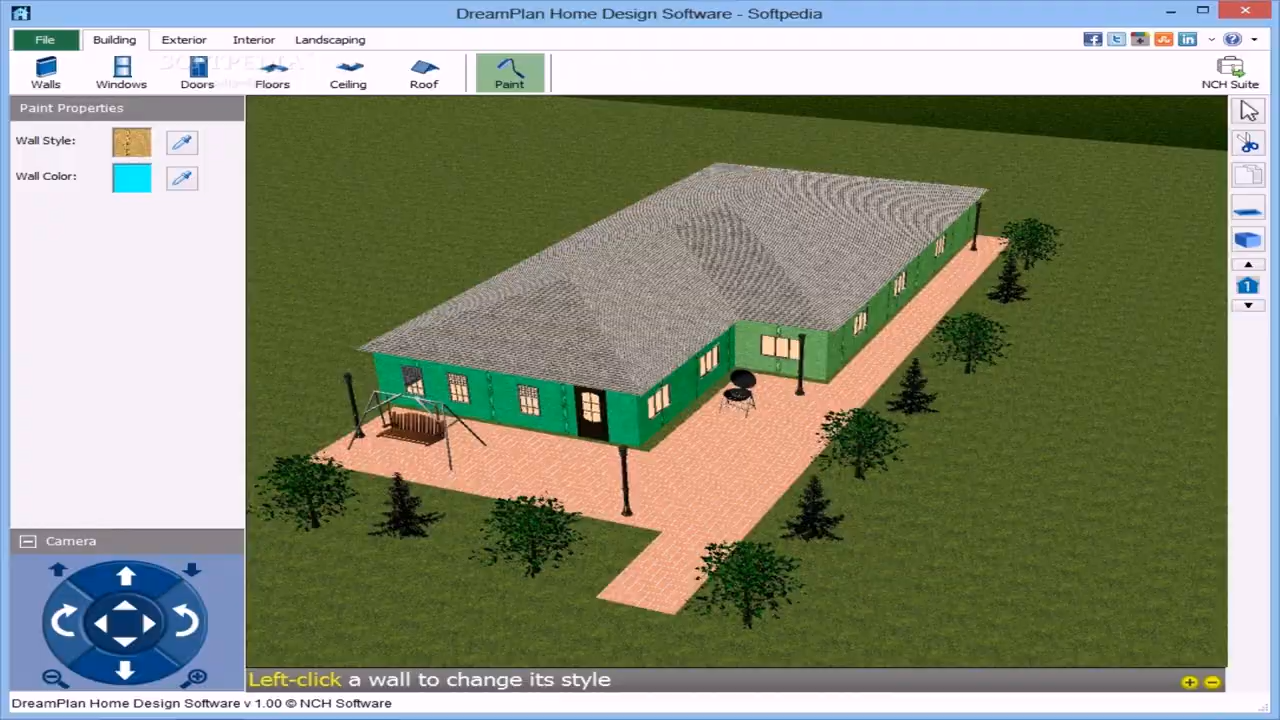 DreamPlan Home Design Software - Softpedia
File Building Exterior Interior Landscaping
SOFTPEDIA
Walls Windows Doors Floors Ceiling Roof Paint NCH Suite
Paint Properties
Wall Style:
Wall Color:
1
Camera
Left-click a wall to change its style
DreamPlan Home Design Software v 1.00 © NCH Software